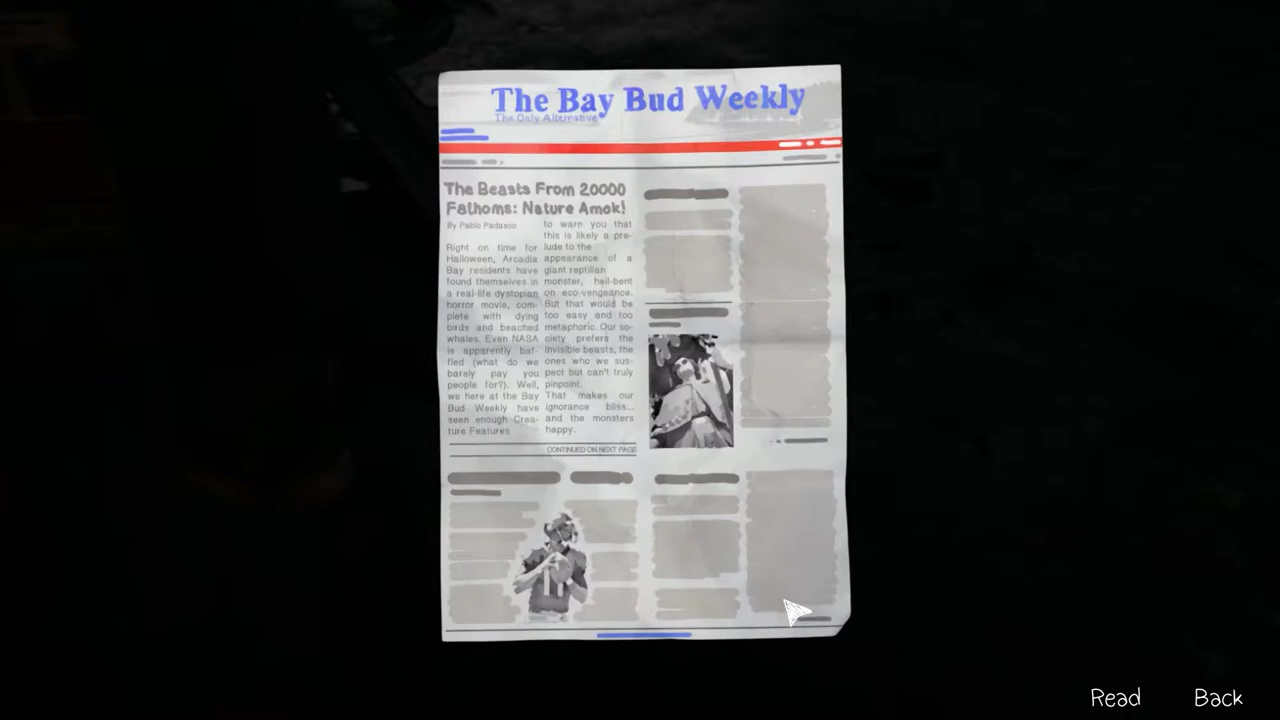 The Bay Bud Weekly
The Only Alternative
The Beasts From 20000
Fathoms: Nature Amok!
By Pablo Padasco
Right on time for
Halloween, Arcadia
Bay residents have
found themselves in
a real-life dystopian
horror movie, com-
plete with dying
birds and beached
whales. Even NASA
is apparently baf-
fled (what do we
barely pay you
people for?). Well,
we here at the Bay
Bud Weekly have
seen enough Crea-
ture Features
to warn you that
this is likely a pre-
lude to the
appearance of a
giant reptilian
monster, hell-bent
on eco-vengeance.
But that would be
too easy and too
metaphoric. Our so-
ciety prefers the
invisible beasts, the
ones who we sus-
pect but can't truly
pinpoint.
That makes our
ignorance bliss...
and the monsters
happy.
CONTINUED ON NEXT PAGE
Read
Back